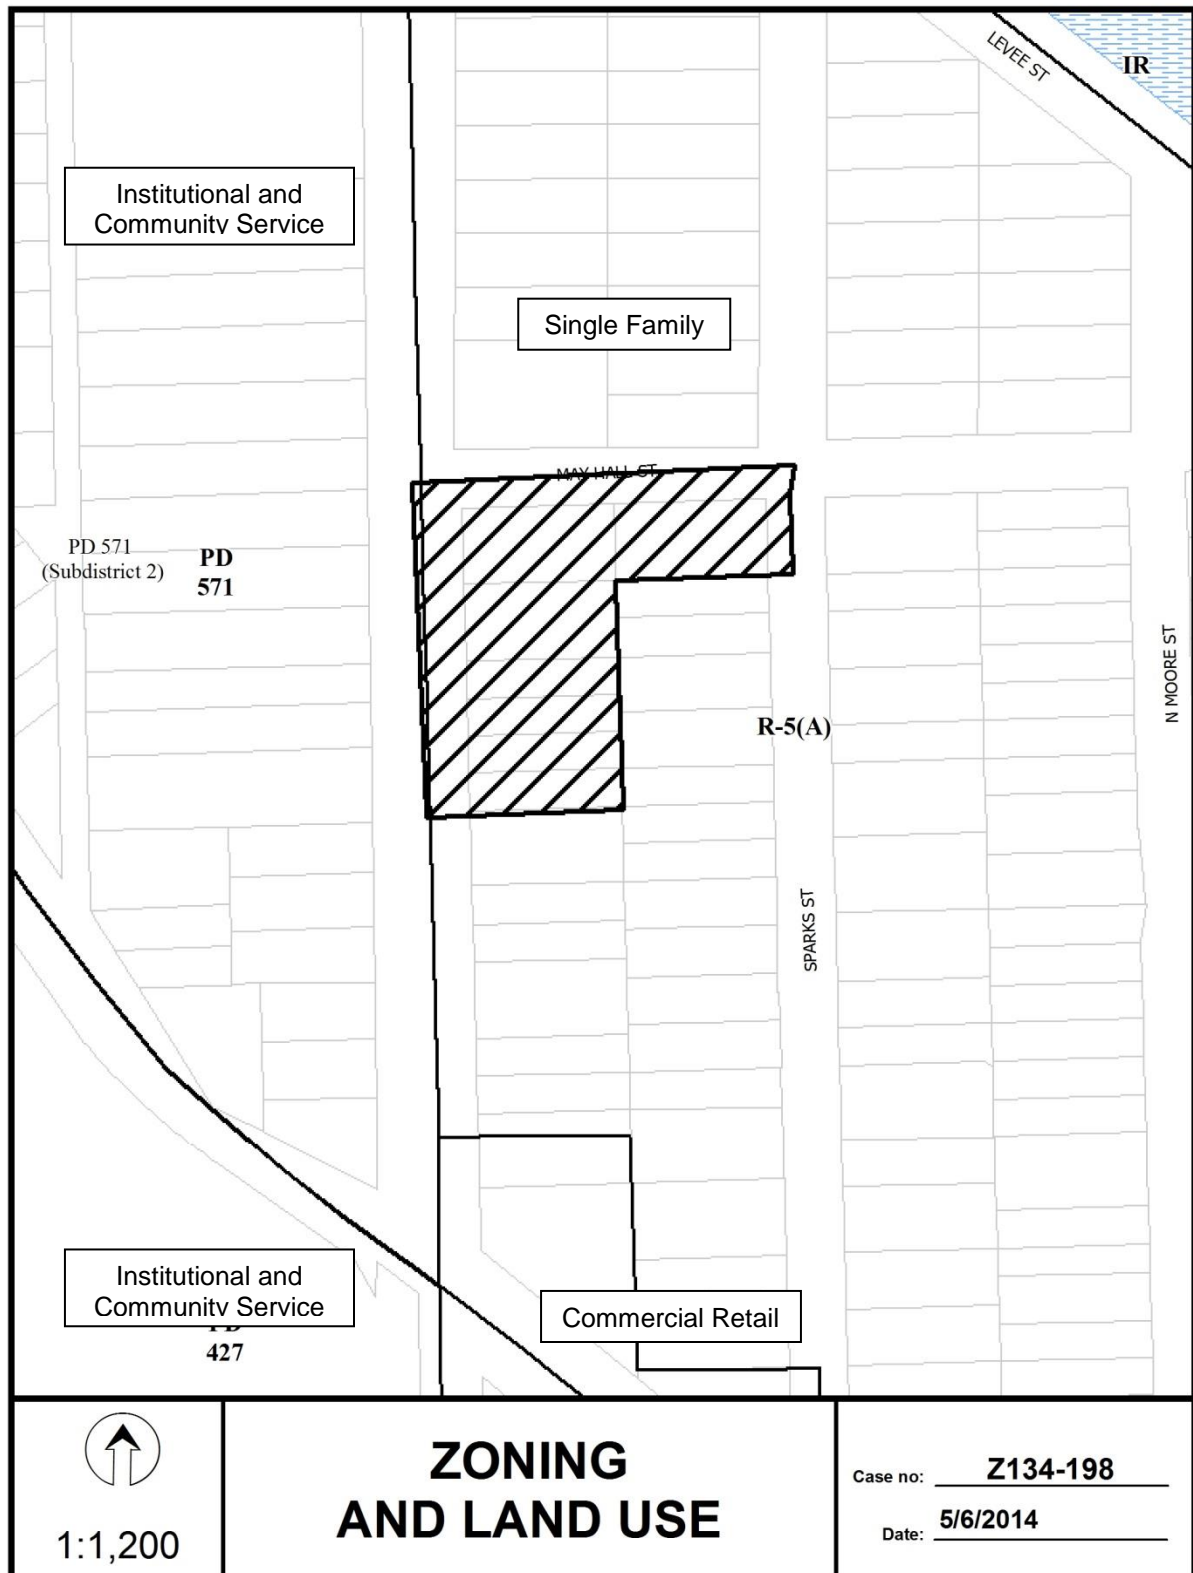 LEVEE ST
IR
Institutional and
Community Service
Single Family
MAY HALL ST
PD 571
(Subdistrict 2)
PD
571
N MOORE ST
R-5(A)
SPARKS ST
Institutional and
Community Service
PD
427
Commercial Retail
1:1,200
ZONING
AND LAND USE
Case no: Z134-198
Date: 5/6/2014